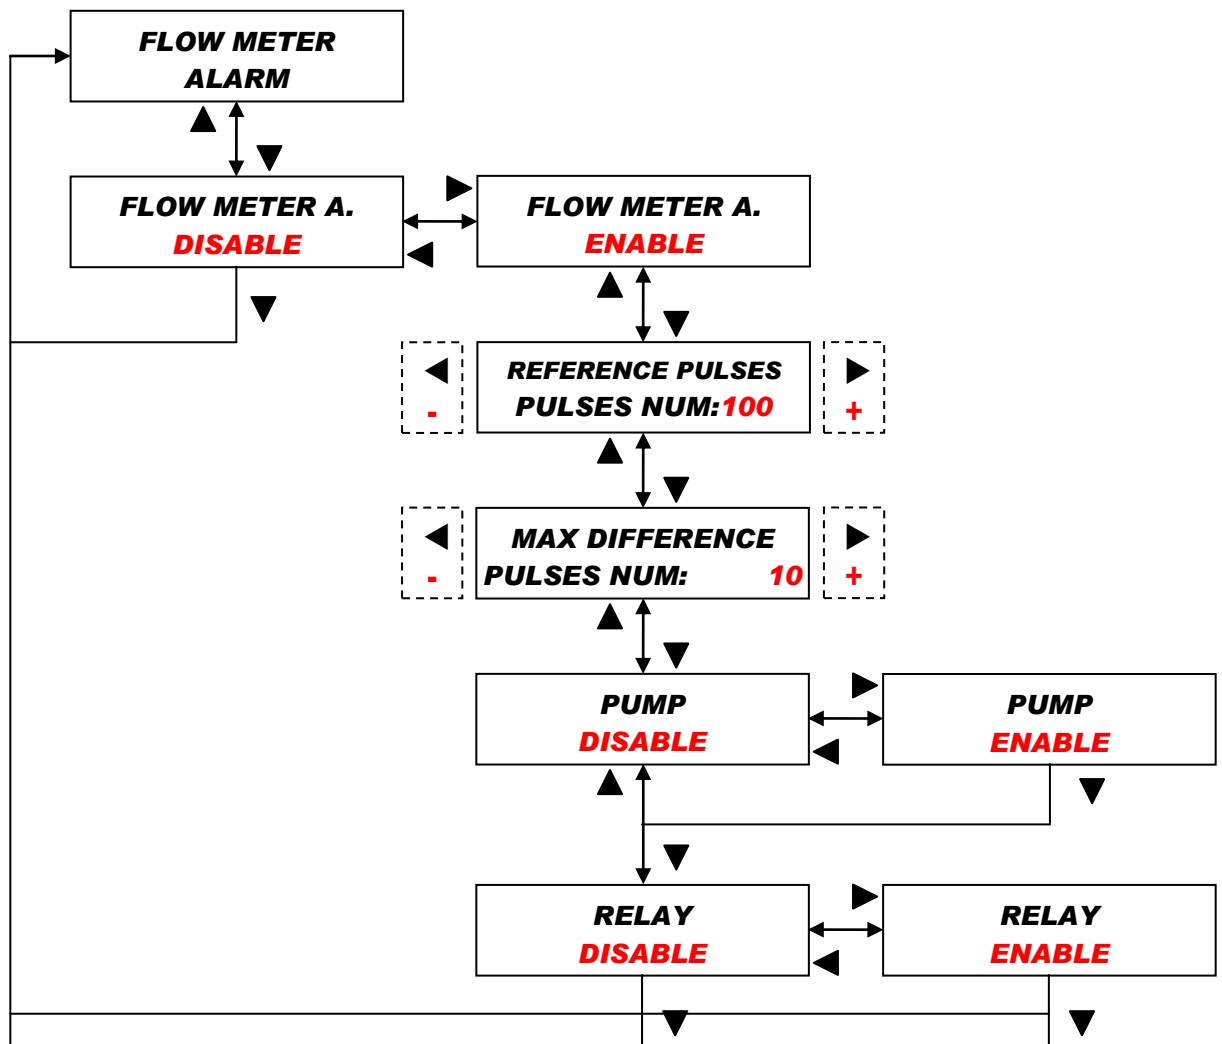 FLOW METER
ALARM
FLOW METER A.
DISABLE
FLOW METER A.
ENABLE
-
REFERENCE PULSES
PULSES NUM:100
+
-
MAX DIFFERENCE
PULSES NUM: 10
+
PUMP
DISABLE
PUMP
ENABLE
RELAY
DISABLE
RELAY
ENABLE